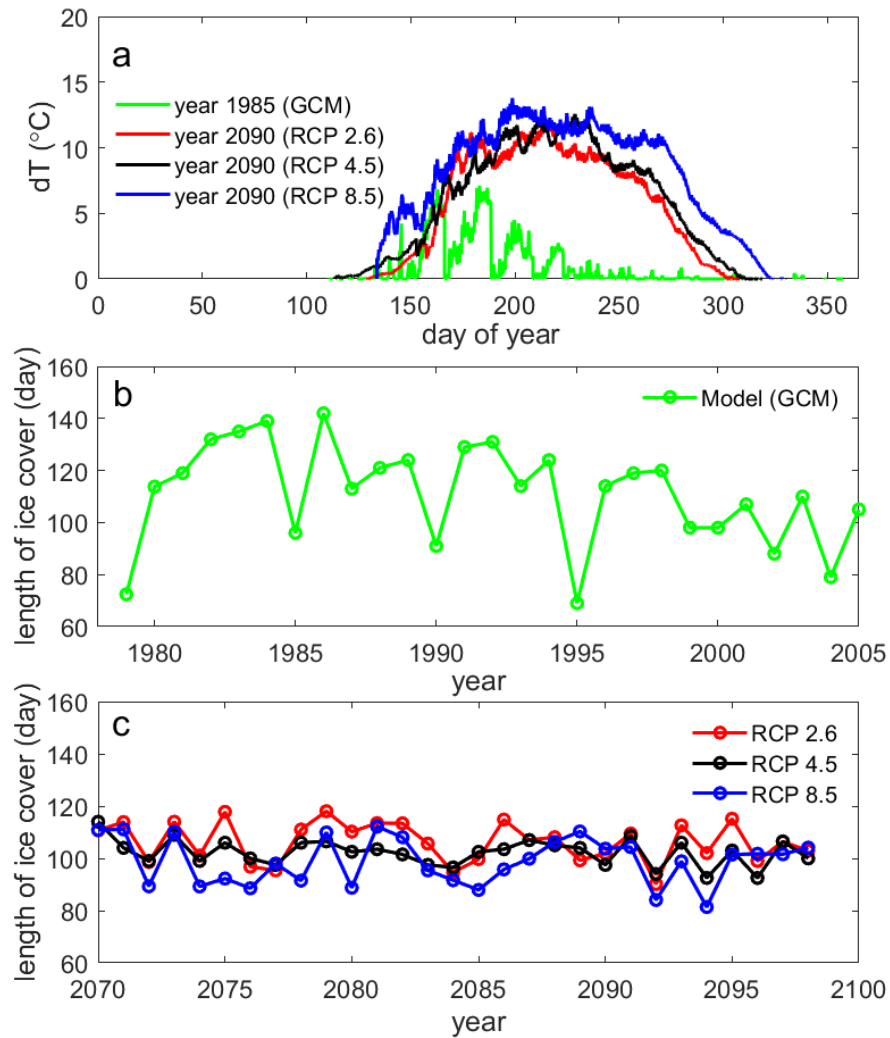 20
15
10
5
0
dT (°C)
a
year 1985 (GCM)
year 2090 (RCP 2.6)
year 2090 (RCP 4.5)
year 2090 (RCP 8.5)
0 50 100 150 200 250 300 350
day of year
160
140
120
100
80
60
length of ice cover (day)
b
Model (GCM)
1980 1985 1990 1995 2000 2005
year
160
140
120
100
80
60
length of ice cover (day)
c
RCP 2.6
RCP 4.5
RCP 8.5
2070 2075 2080 2085 2090 2095 2100
year